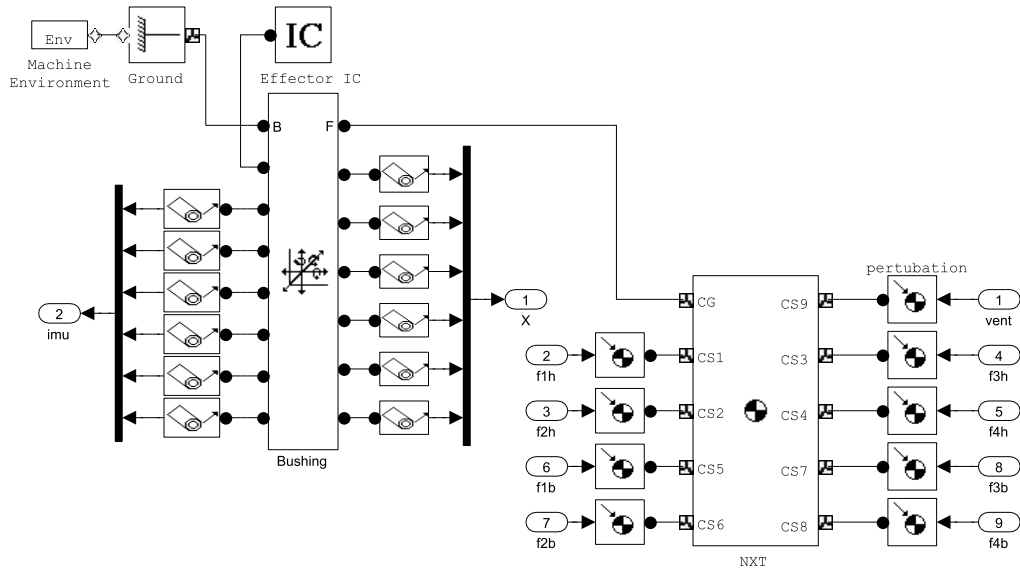 Env
Machine
Environment
Ground
IC
Effector IC
B
F
2
imu
1
X
Bushing
pertubation
CG
CS9
1
vent
2
f1h
CS1
CS3
4
f3h
3
f2h
CS2
CS4
5
f4h
6
f1b
CS5
CS7
8
f3b
7
f2b
CS6
CS8
9
f4b
NXT